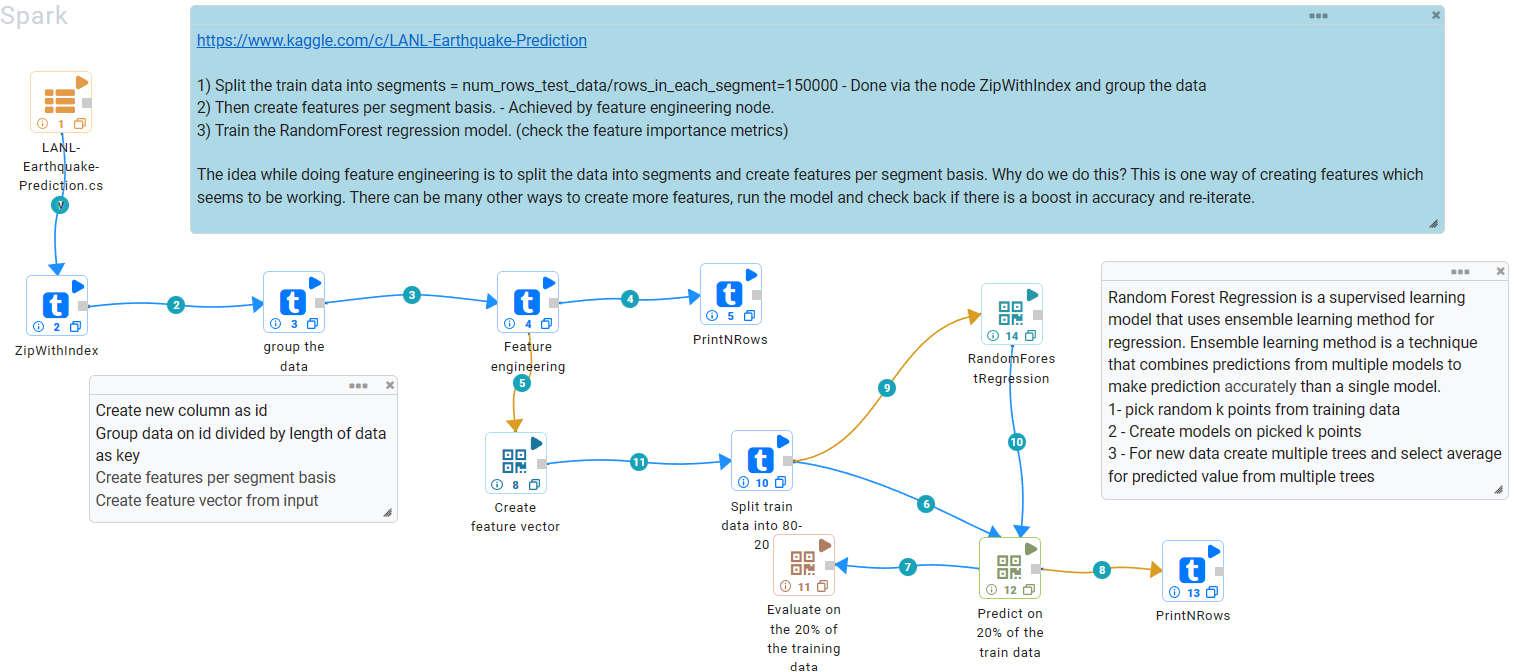 Spark
https://www.kaggle.com/c/LANL-Earthquake-Prediction
1) Split the train data into segments = num_rows_test_data/rows_in_each_segment=150000 - Done via the node ZipWithIndex and group the data
2) Then create features per segment basis. - Achieved by feature engineering node.
3) Train the RandomForest regression model. (check the feature importance metrics)
The idea while doing feature engineering is to split the data into segments and create features per segment basis. Why do we do this? This is one way of creating features which
seems to be working. There can be many other ways to create more features, run the model and check back if there is a boost in accuracy and re-iterate.
1
LANL-
Earthquake-
Prediction.cs
2
ZipWithIndex
2
3
group the
data
3
4
Feature
engineering
4
5
PrintNRows
5
Create new column as id
Group data on id divided by length of data
as key
Create features per segment basis
Create feature vector from input
8
Create
feature vector
11
10
Split train
data into 80-
20
9
6
14
RandomFores
tRegression
10
Random Forest Regression is a supervised learning
model that uses ensemble learning method for
regression. Ensemble learning method is a technique
that combines predictions from multiple models to
make prediction accurately than a single model.
1- pick random k points from training data
2 - Create models on picked k points
3 - For new data create multiple trees and select average
for predicted value from multiple trees
11
Evaluate on
the 20% of
the training
data
7
12
Predict on
20% of the
train data
8
13
PrintNRows